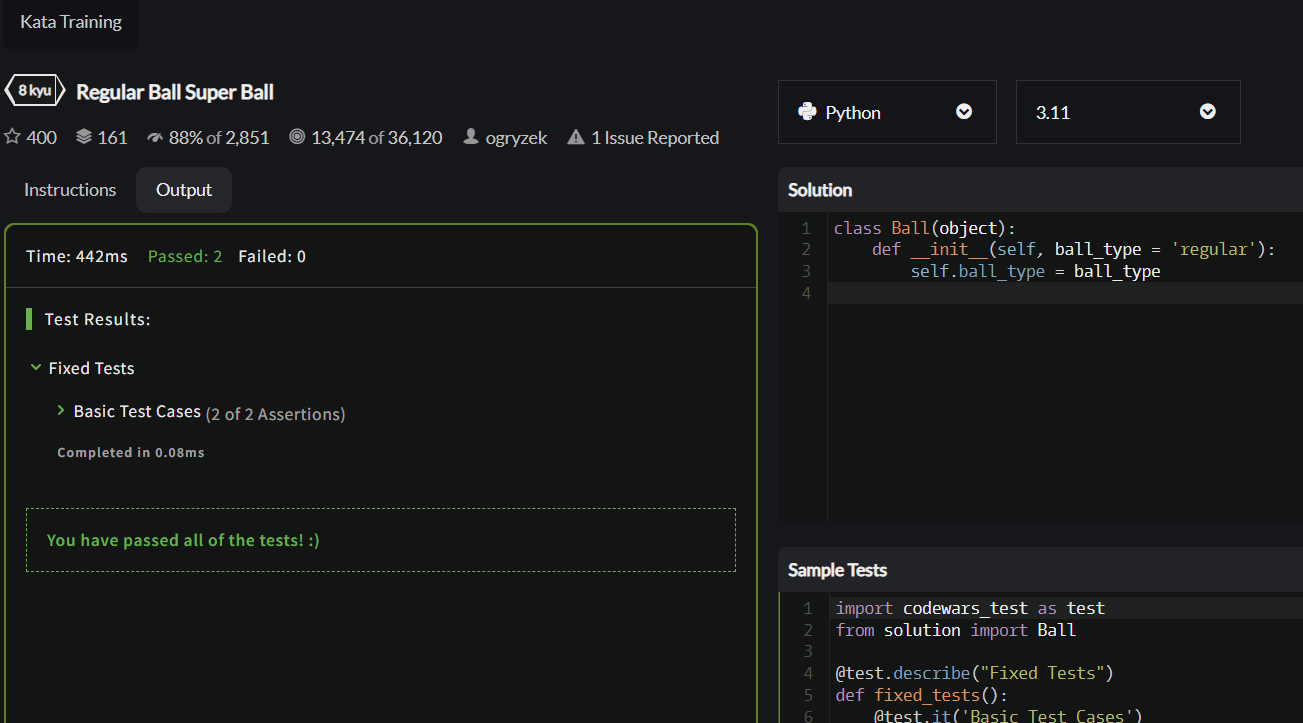 Kata Training
8 kyu Regular Ball Super Ball
400 161 88% of 2,851 13,474 of 36,120 ogryzek 1 Issue Reported
Instructions Output
Time: 442ms Passed: 2 Failed: 0
Test Results:
Fixed Tests
Basic Test Cases (2 of 2 Assertions)
Completed in 0.08ms
You have passed all of the tests! :)
Python 3.11
Solution
1 class Ball(object):
2     def __init__(self, ball_type = 'regular'):
3         self.ball_type = ball_type
4
Sample Tests
1 import codewars_test as test
2 from solution import Ball
3
4 @test.describe("Fixed Tests")
5 def fixed_tests():
6     @test.it('Basic Test Cases')